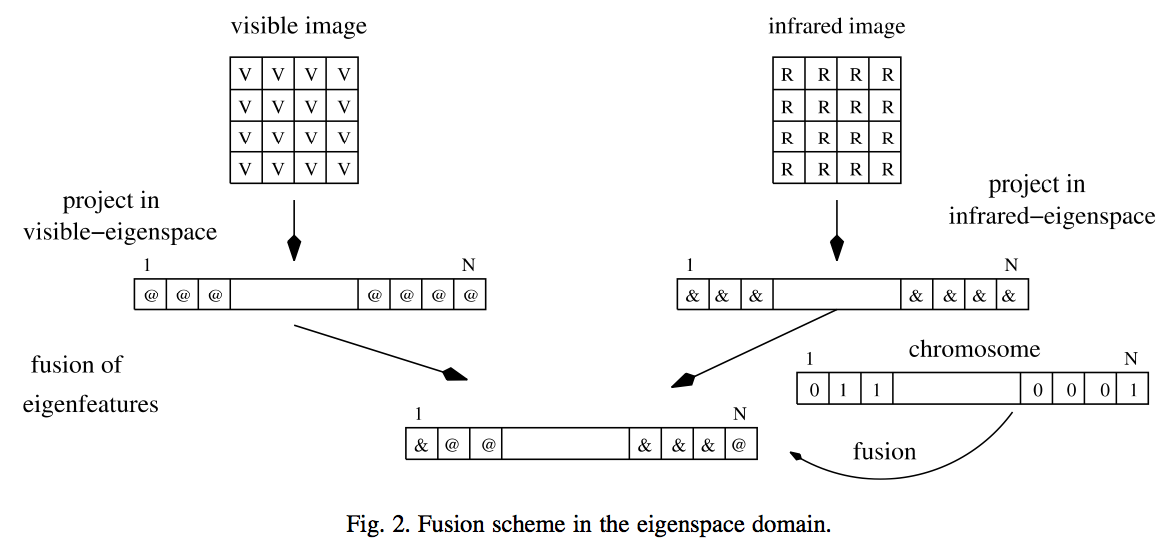 visible image
infrared image
V V V V
V V V V
V V V V
V V V V
R R R R
R R R R
R R R R
R R R R
project in
visible−eigenspace
project in
infrared−eigenspace
1 N
@ @ @ @ @ @ @
1 N
& & & & & & &
fusion of
eigenfeatures
chromosome
1 N
0 1 1 0 0 0 1
1 N
& @ @ & & & @
fusion
Fig. 2. Fusion scheme in the eigenspace domain.